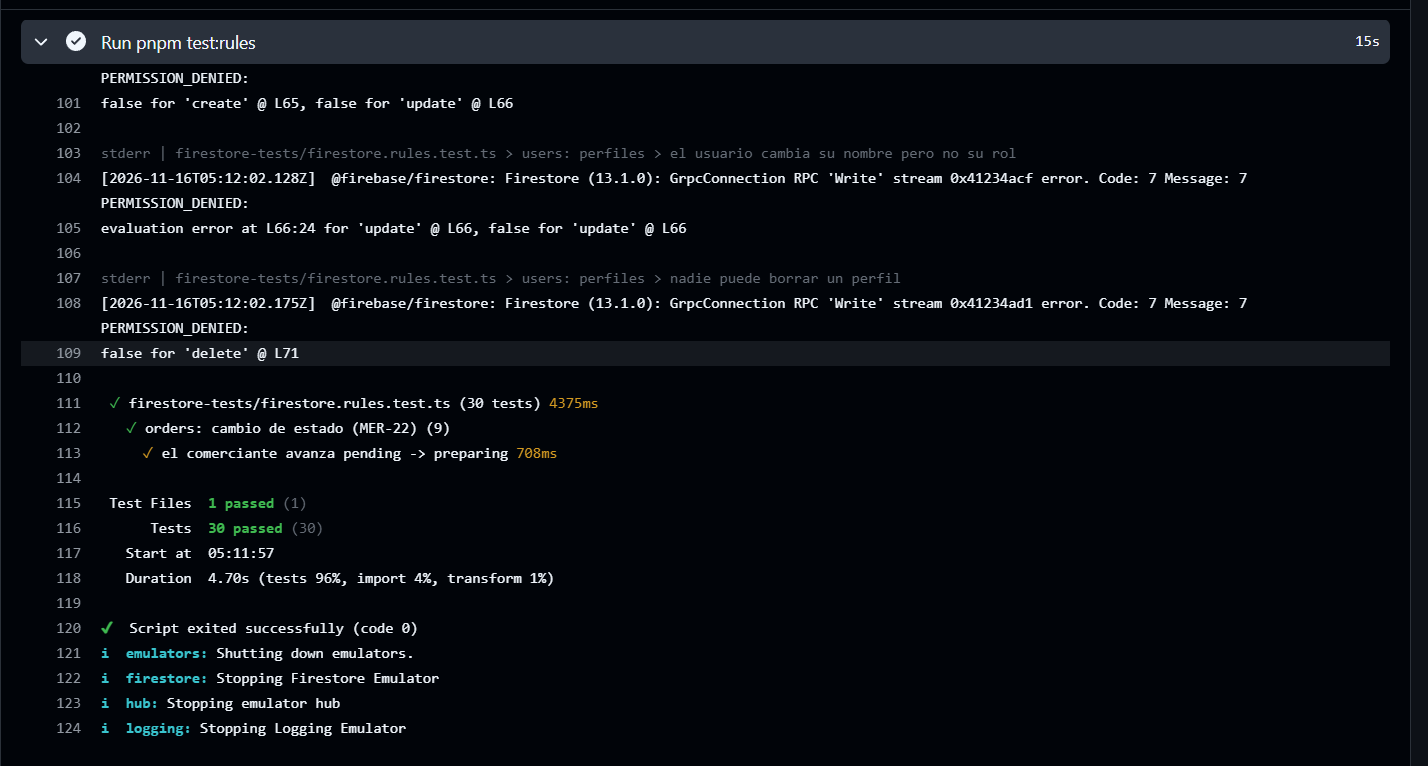 Run pnpm test:rules 15s
PERMISSION_DENIED:
101 false for 'create' @ L65, false for 'update' @ L66
102
103 stderr | firestore-tests/firestore.rules.test.ts > users: perfiles > el usuario cambia su nombre pero no su rol
104 [2026-11-16T05:12:02.128Z]  @firebase/firestore: Firestore (13.1.0): GrpcConnection RPC 'Write' stream 0x41234acf error. Code: 7 Message: 7
PERMISSION_DENIED:
105 evaluation error at L66:24 for 'update' @ L66, false for 'update' @ L66
106
107 stderr | firestore-tests/firestore.rules.test.ts > users: perfiles > nadie puede borrar un perfil
108 [2026-11-16T05:12:02.175Z]  @firebase/firestore: Firestore (13.1.0): GrpcConnection RPC 'Write' stream 0x41234ad1 error. Code: 7 Message: 7
PERMISSION_DENIED:
109 false for 'delete' @ L71
110
111 ✓ firestore-tests/firestore.rules.test.ts (30 tests) 4375ms
112 ✓ orders: cambio de estado (MER-22) (9)
113 ✓ el comerciante avanza pending -> preparing 708ms
114
115 Test Files  1 passed (1)
116 Tests  30 passed (30)
117 Start at  05:11:57
118 Duration  4.70s (tests 96%, import 4%, transform 1%)
119
120 ✔  Script exited successfully (code 0)
121 i  emulators: Shutting down emulators.
122 i  firestore: Stopping Firestore Emulator
123 i  hub: Stopping emulator hub
124 i  logging: Stopping Logging Emulator